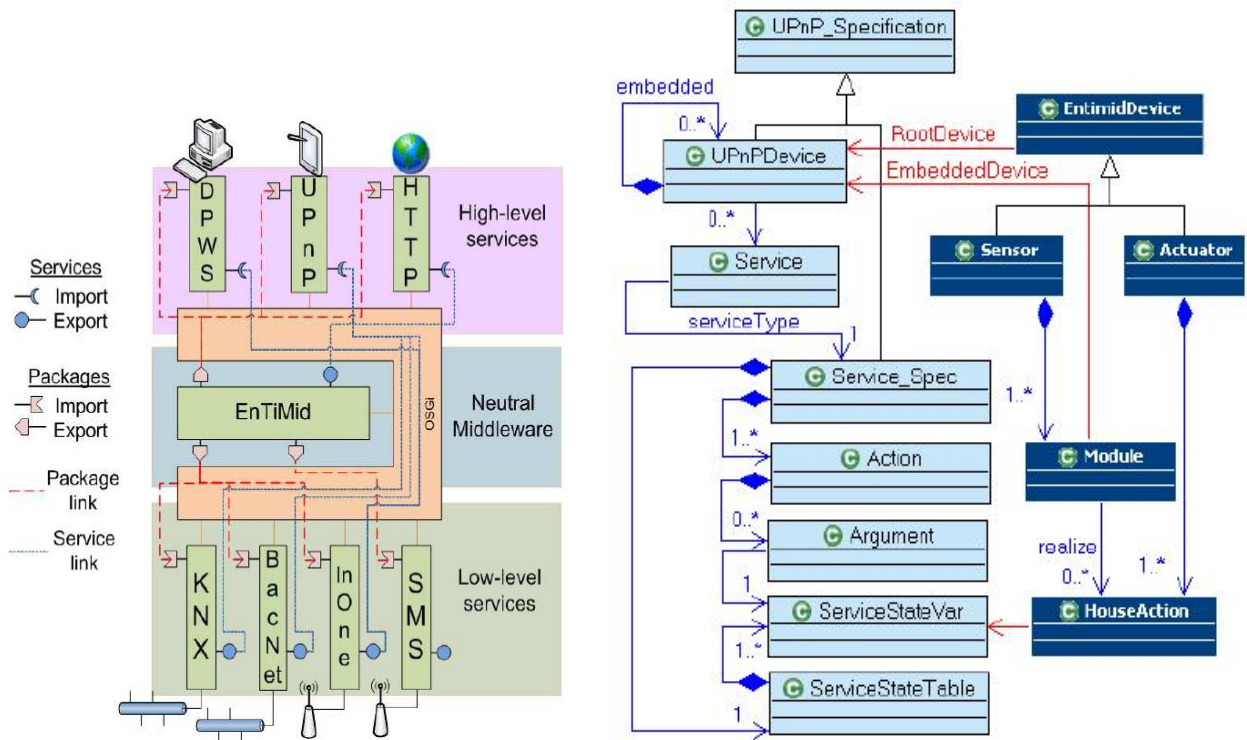 Services
Import
Export
Packages
Import
Export
Package
link
Service
link
DPWS
UPnP
HTTP
High-level
services
EnTiMid
OSGi
Neutral
Middleware
KNX
BacNet
InOne
SMS
Low-level
services
C UPnP_Specification
embedded
0..*
C UPnPDevice
RootDevice
EmbeddedDevice
C EntimidDevice
0..*
C Service
serviceType
1
C Sensor
C Actuator
C Service_Spec
1..*
C Action
0..*
C Argument
1
C ServiceStateVar
1..*
C ServiceStateTable
1
1..*
C Module
realize
0..*
1..*
C HouseAction